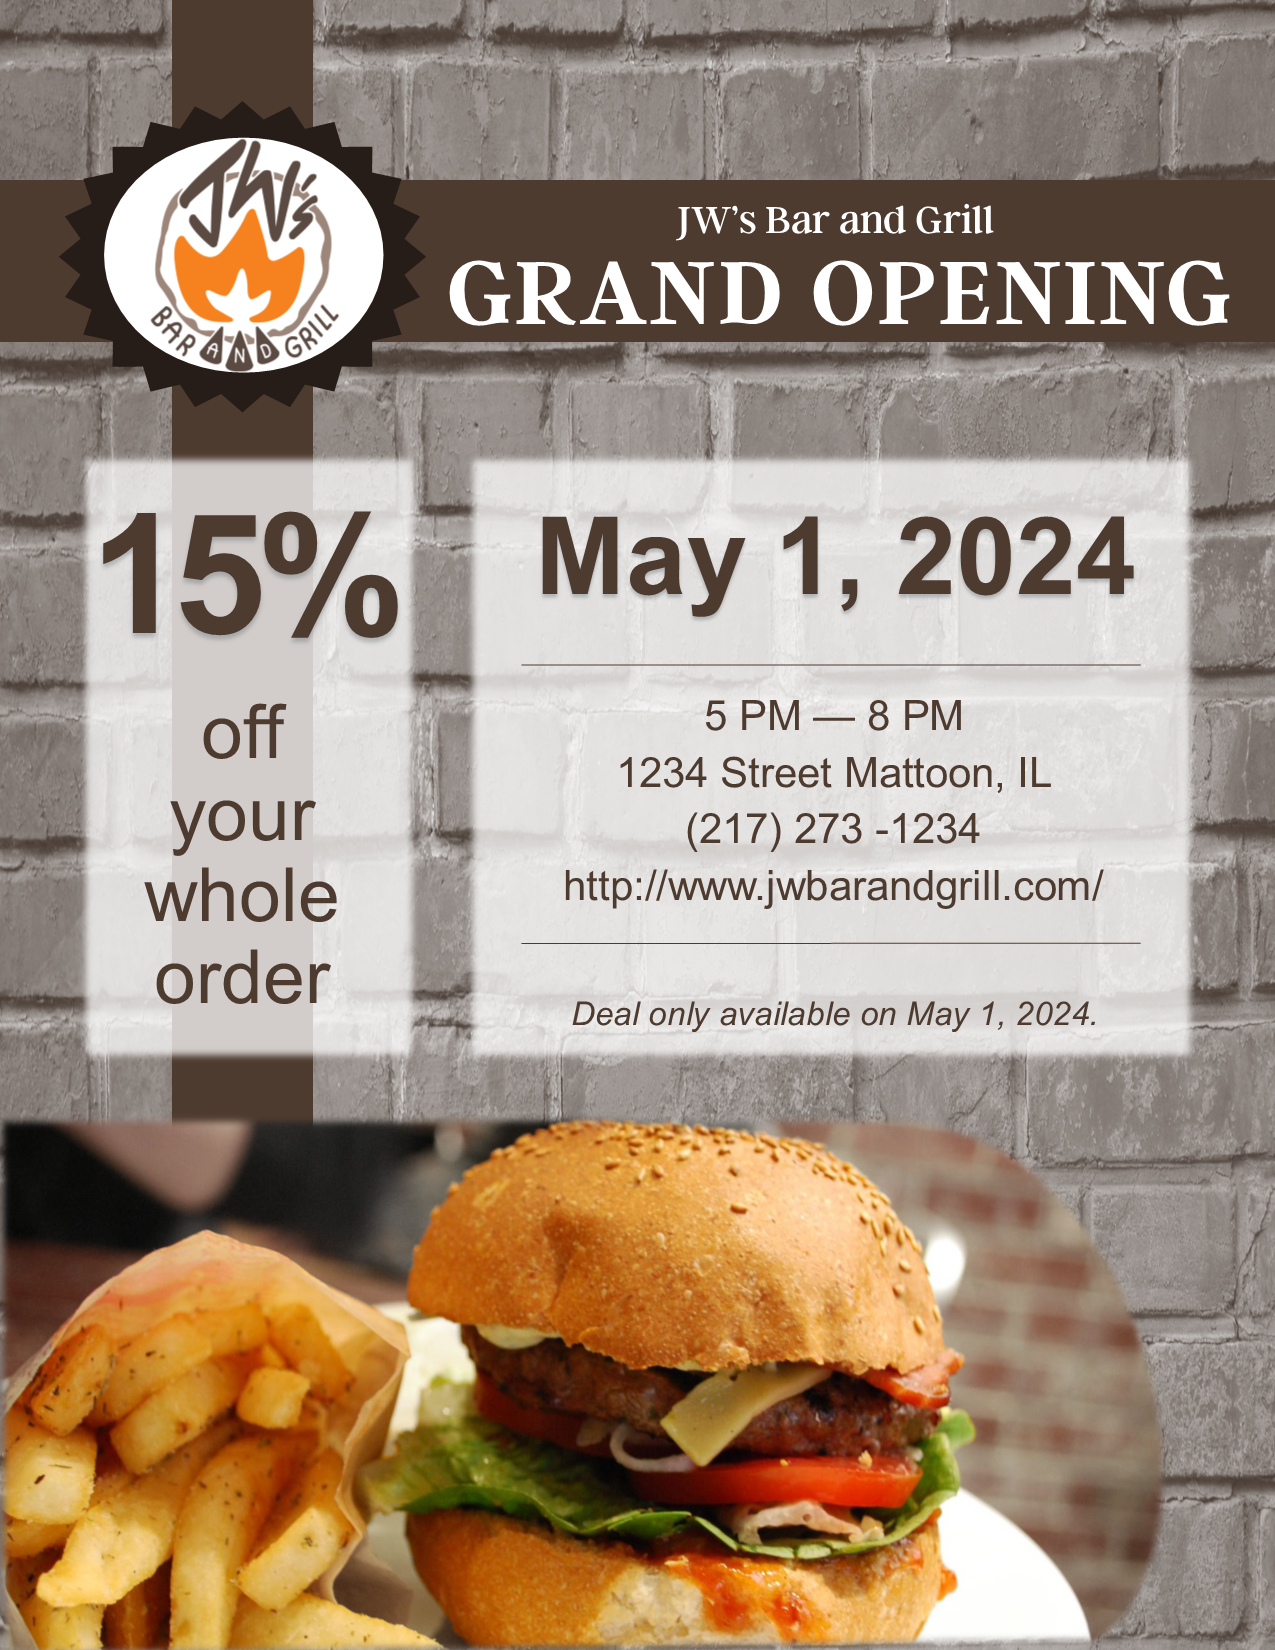 JW's
BAR AND GRILL
JW’s Bar and Grill
GRAND OPENING
15%
off
your
whole
order
May 1, 2024
5 PM — 8 PM
1234 Street Mattoon, IL
(217) 273 -1234
http://www.jwbarandgrill.com/
Deal only available on May 1, 2024.